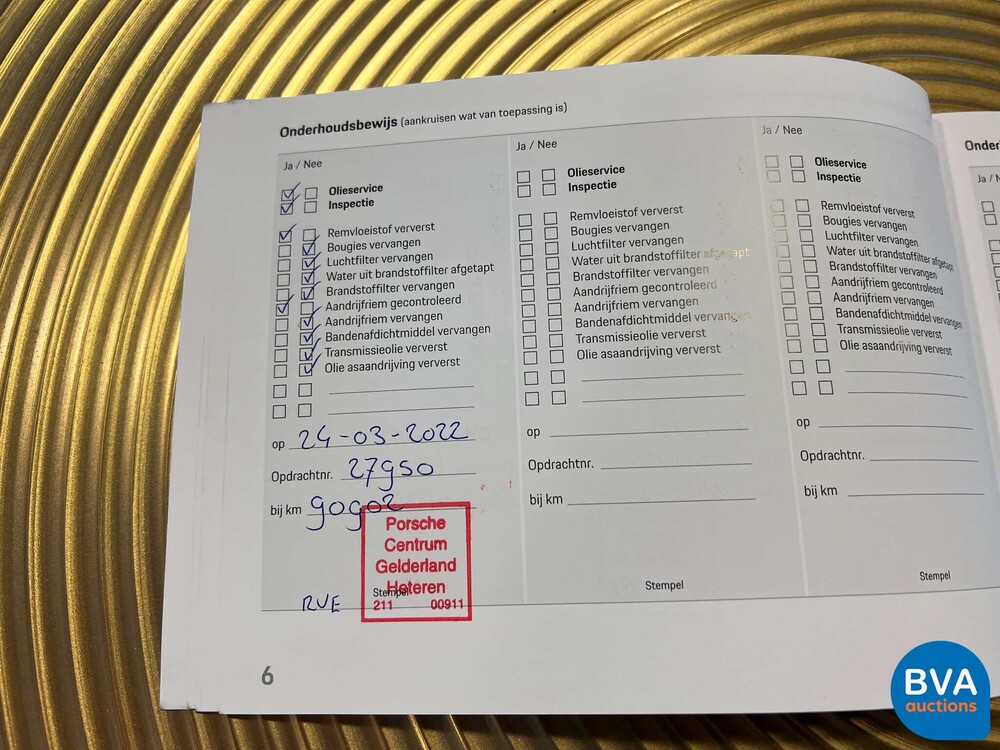 Onderhoudsbewijs (aankruisen wat van toepassing is)
Ja / Nee
Olieservice
Inspectie
Remvloeistof ververst
Bougies vervangen
Luchtfilter vervangen
Water uit brandstoffilter afgetapt
Brandstoffilter vervangen
Aandrijfriem gecontroleerd
Aandrijfriem vervangen
Bandenafdichtmiddel vervangen
Transmissieolie ververst
Olie asaandrijving ververst
op 24-03-2022
Opdrachtnr. 27950
bij km 90902
Porsche
Centrum
Gelderland
Heteren
Stempel
211 00911
RVE
6
Ja / Nee
Olieservice
Inspectie
Remvloeistof ververst
Bougies vervangen
Luchtfilter vervangen
Water uit brandstoffilter afgetapt
Brandstoffilter vervangen
Aandrijfriem gecontroleerd
Aandrijfriem vervangen
Bandenafdichtmiddel vervangen
Transmissieolie ververst
Olie asaandrijving ververst
op
Opdrachtnr.
bij km
Stempel
Ja / Nee
Olieservice
Inspectie
Remvloeistof ververst
Bougies vervangen
Luchtfilter vervangen
Water uit brandstoffilter afgetapt
Brandstoffilter vervangen
Aandrijfriem gecontroleerd
Aandrijfriem vervangen
Bandenafdichtmiddel vervangen
Transmissieolie ververst
Olie asaandrijving ververst
op
Opdrachtnr.
bij km
Stempel
Onder
Ja / N
BVA
auctions